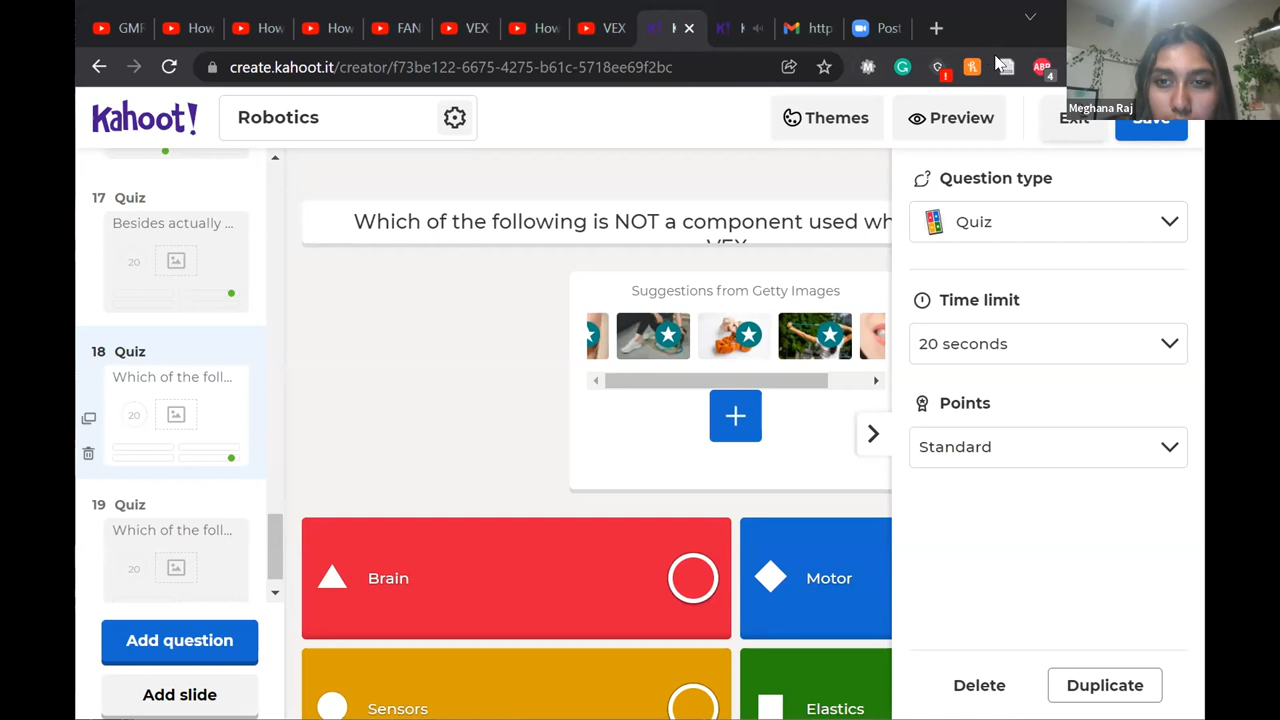 GMF
How
How
How
FAN
VEX
How
VEX
K
K
http
Post
create.kahoot.it/creator/f73be122-6675-4275-b61c-5718ee69f2bc
ABP
4
Meghana Raj
Kahoot!
Robotics
Themes
Preview
Exit
Save
17 Quiz
Besides actually ...
20
18 Quiz
Which of the foll...
20
19 Quiz
Which of the foll...
20
Add question
Add slide
Which of the following is NOT a component used wh
VEX
Suggestions from Getty Images
Brain
Motor
Sensors
Elastics
Question type
Quiz
Time limit
20 seconds
Points
Standard
Delete
Duplicate